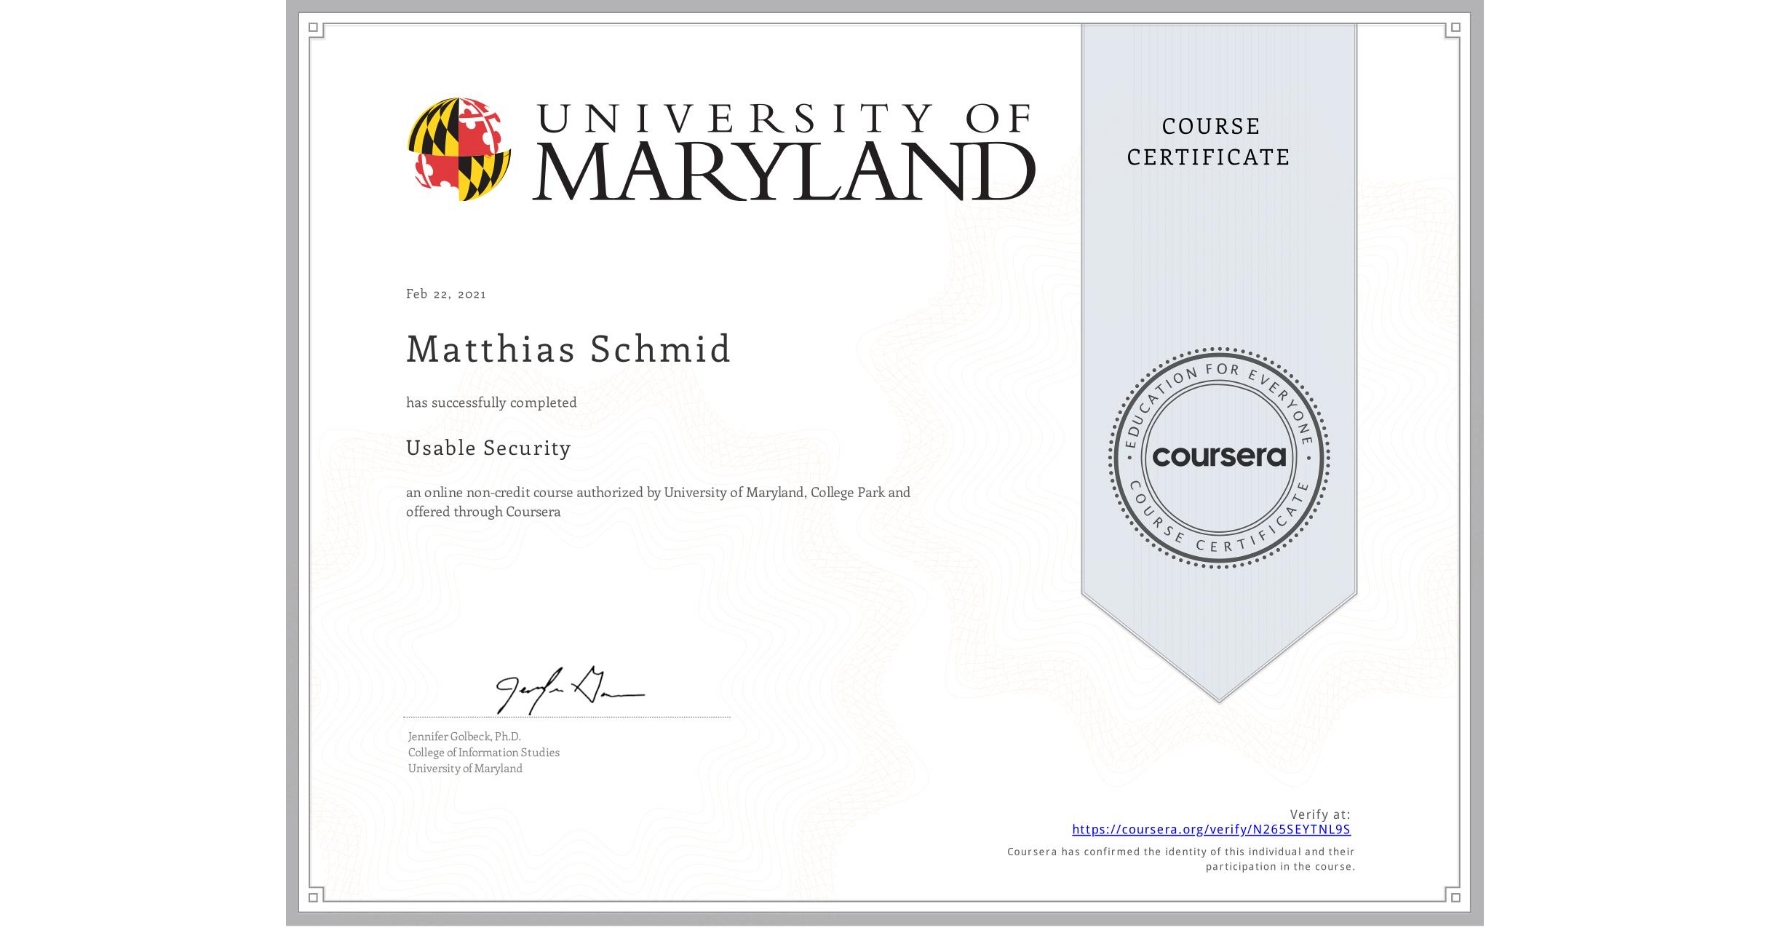 UNIVERSITY OF
MARYLAND
COURSE
CERTIFICATE
Feb 22, 2021
Matthias Schmid
has successfully completed
Usable Security
an online non-credit course authorized by University of Maryland, College Park and
offered through Coursera
EDUCATION FOR EVERYONE
coursera
COURSE CERTIFICATE
Jennifer Golbeck, Ph.D.
College of Information Studies
University of Maryland
Verify at:
https://coursera.org/verify/N265SEYTNL9S
Coursera has confirmed the identity of this individual and their
participation in the course.